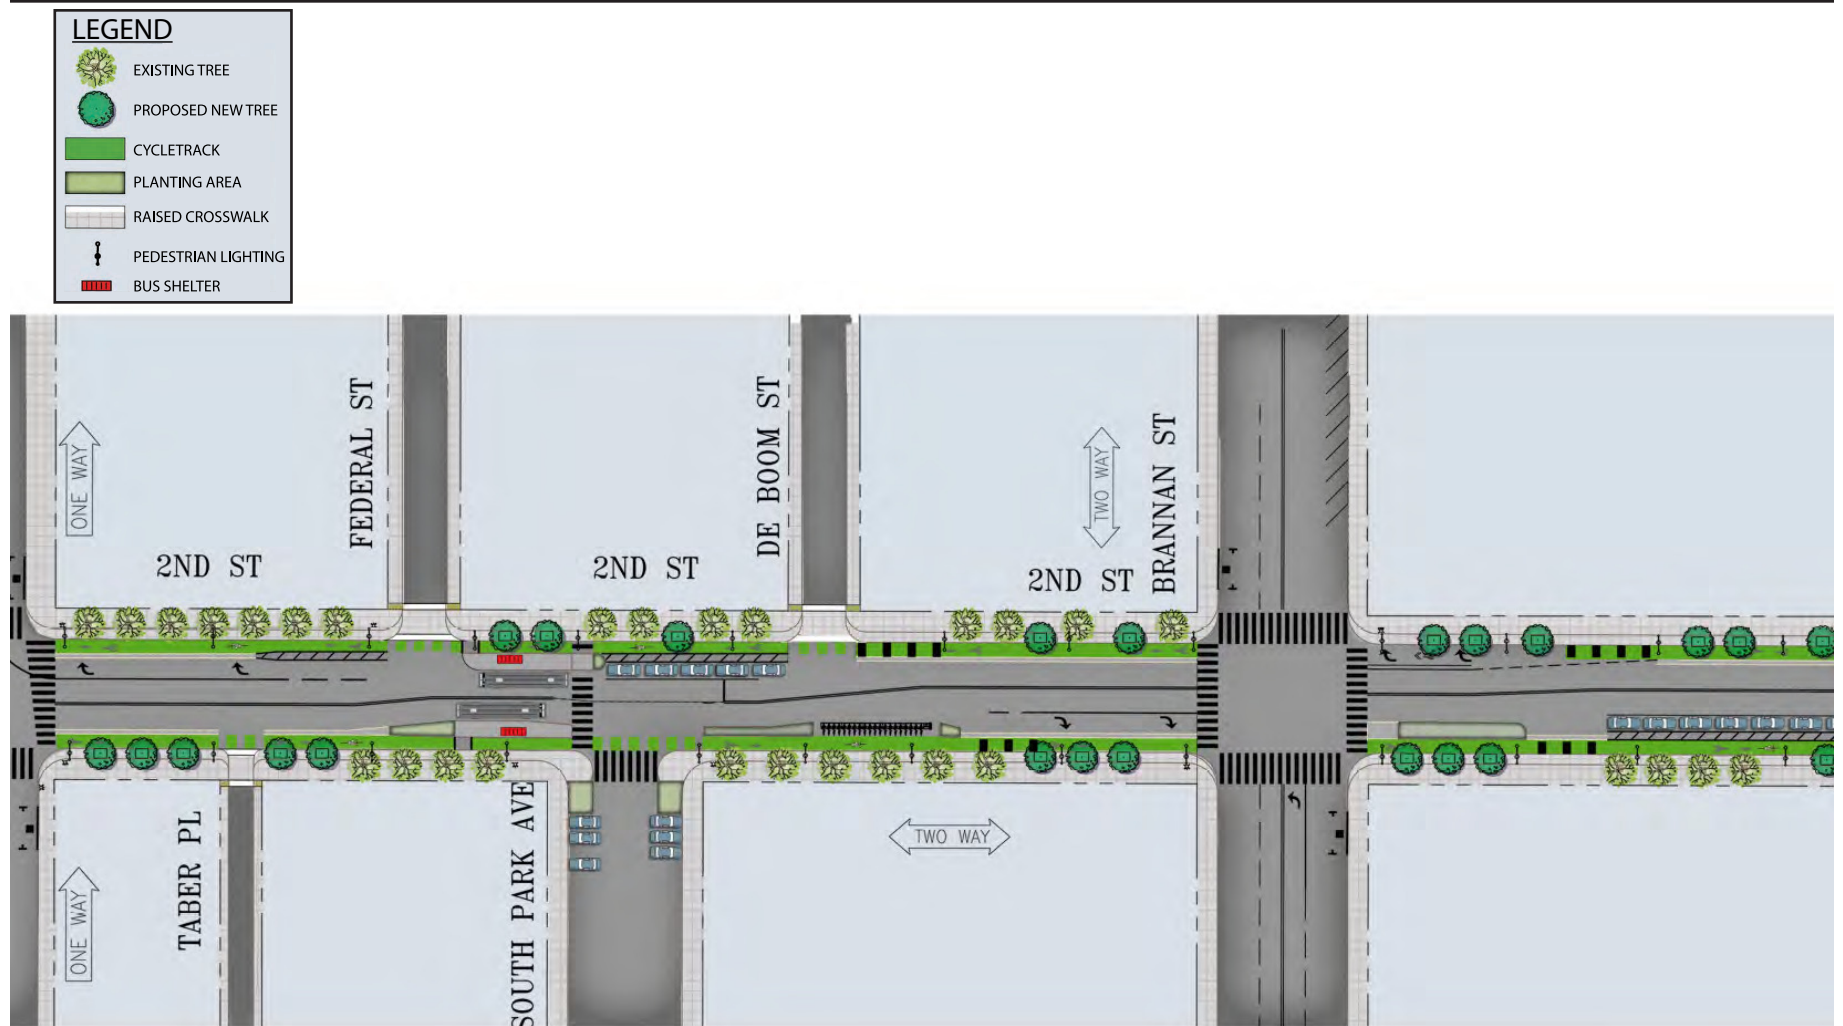 LEGEND
EXISTING TREE
PROPOSED NEW TREE
CYCLETRACK
PLANTING AREA
RAISED CROSSWALK
PEDESTRIAN LIGHTING
BUS SHELTER
ONE WAY
FEDERAL ST
2ND ST
DE BOOM ST
2ND ST
TWO WAY
BRANNAN ST
2ND ST
ONE WAY
TABER PL
SOUTH PARK AVE
TWO WAY